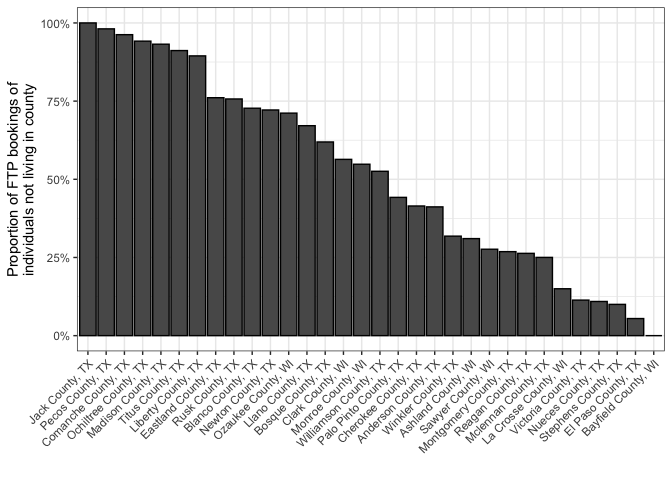 100%
75%
50%
25%
0%
Proportion of FTP bookings of
individuals not living in county
Jack County, TX
Pecos County, TX
Comanche County, TX
Ochiltree County, TX
Madison County, TX
Titus County, TX
Liberty County, TX
Eastland County, TX
Rusk County, TX
Blanco County, TX
Newton County, TX
Ozaukee County, WI
Llano County, TX
Bosque County, TX
Clark County, WI
Monroe County, WI
Williamson County, TX
Palo Pinto County, TX
Cherokee County, TX
Anderson County, TX
Winkler County, TX
Ashland County, WI
Sawyer County, WI
Montgomery County, TX
Reagan County, TX
Mclennan County, TX
La Crosse County, WI
Victoria County, TX
Nueces County, TX
Stephens County, TX
El Paso County, TX
Bayfield County, WI